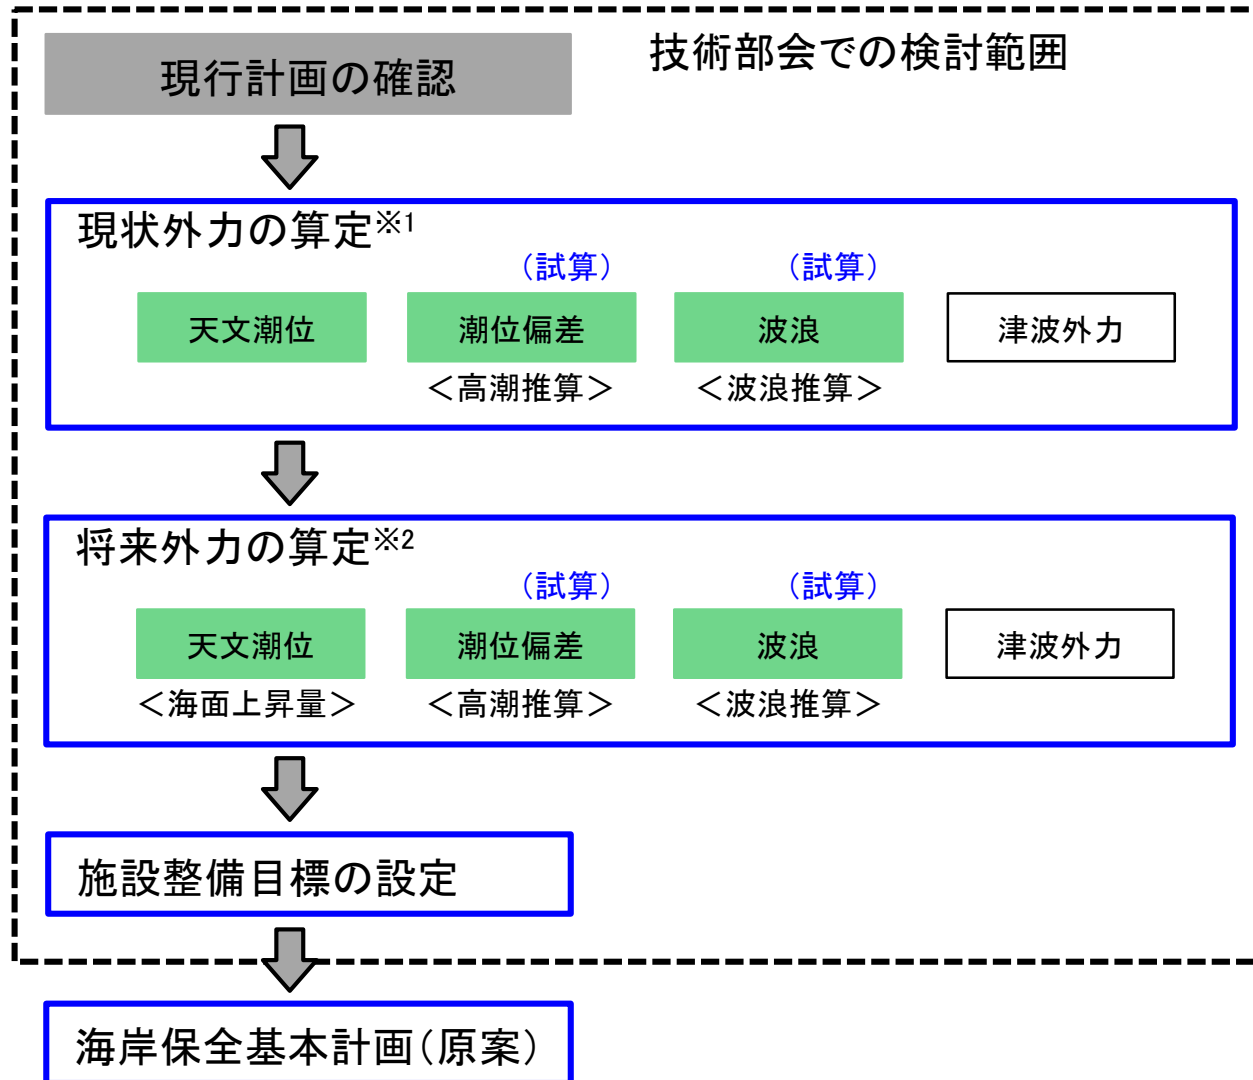 技術部会での検討範囲
現行計画の確認
現状外力の算定※1
（試算） （試算）
天文潮位 潮位偏差 波浪 津波外力
＜高潮推算＞ ＜波浪推算＞
将来外力の算定※2
（試算） （試算）
天文潮位 潮位偏差 波浪 津波外力
＜海面上昇量＞ ＜高潮推算＞ ＜波浪推算＞
施設整備目標の設定
海岸保全基本計画（原案）